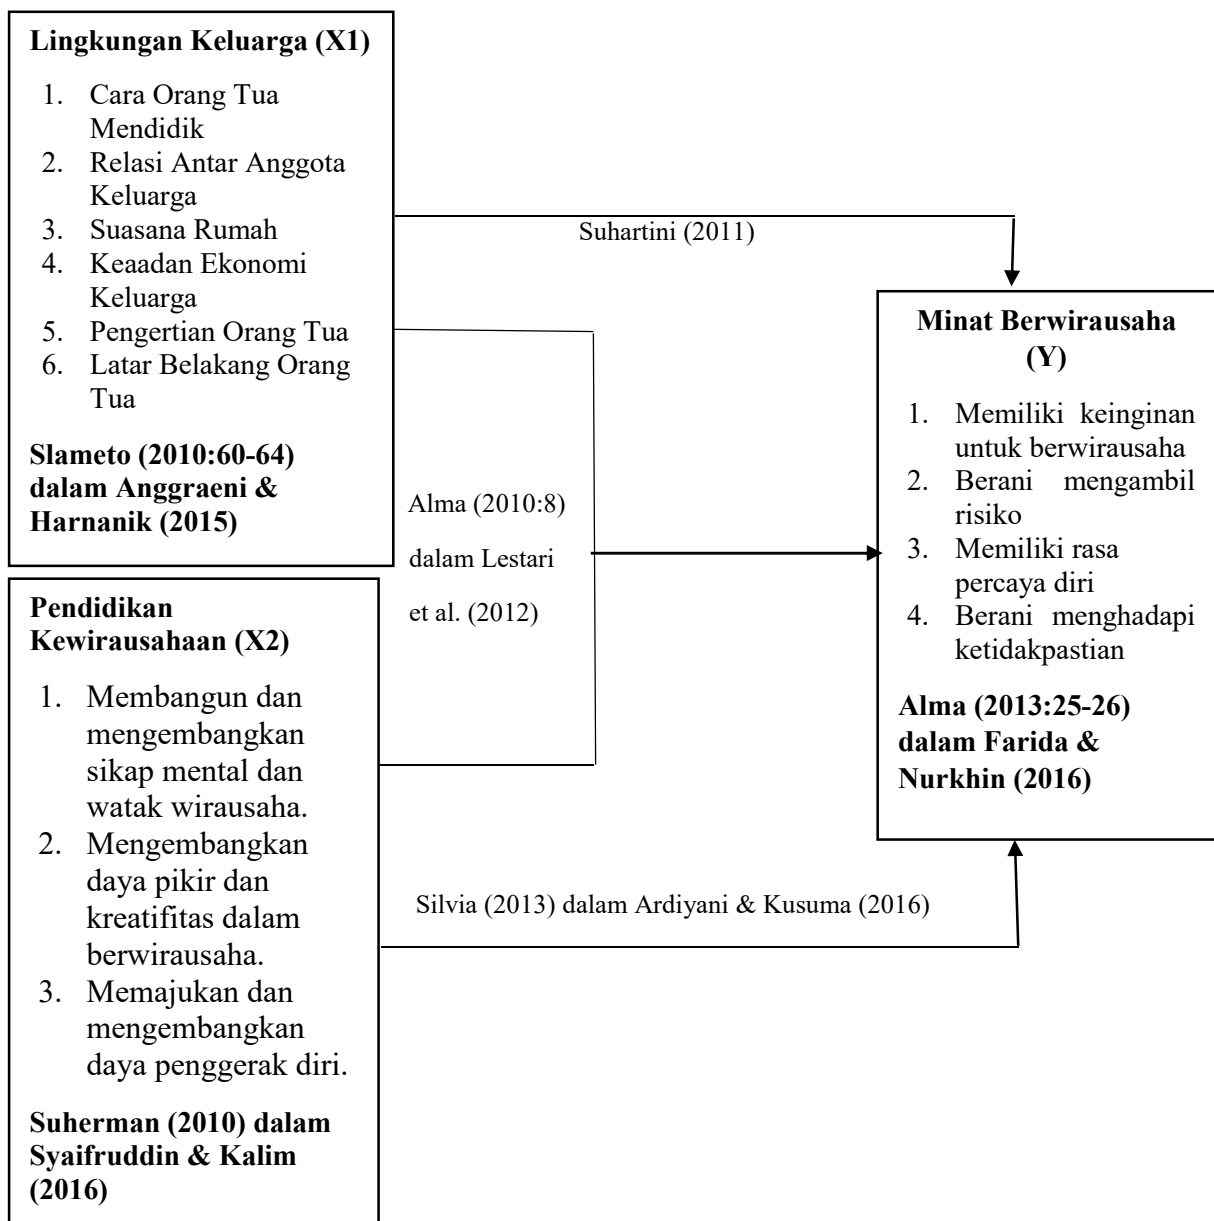 Lingkungan Keluarga (X1)
1. Cara Orang Tua
Mendidik
2. Relasi Antar Anggota
Keluarga
3. Suasana Rumah
4. Keaadan Ekonomi
Keluarga
5. Pengertian Orang Tua
6. Latar Belakang Orang
Tua
Slameto (2010:60-64)
dalam Anggraeni &
Harnanik (2015)
Suhartini (2011)
Alma (2010:8)
dalam Lestari
et al. (2012)
Minat Berwirausaha
(Y)
1. Memiliki keinginan
untuk berwirausaha
2. Berani mengambil
risiko
3. Memiliki rasa
percaya diri
4. Berani menghadapi
ketidakpastian
Alma (2013:25-26)
dalam Farida &
Nurkhin (2016)
Pendidikan
Kewirausahaan (X2)
1. Membangun dan
mengembangkan
sikap mental dan
watak wirausaha.
2. Mengembangkan
daya pikir dan
kreatifitas dalam
berwirausaha.
3. Memajukan dan
mengembangkan
daya penggerak diri.
Suherman (2010) dalam
Syaifruddin & Kalim
(2016)
Silvia (2013) dalam Ardiyani & Kusuma (2016)